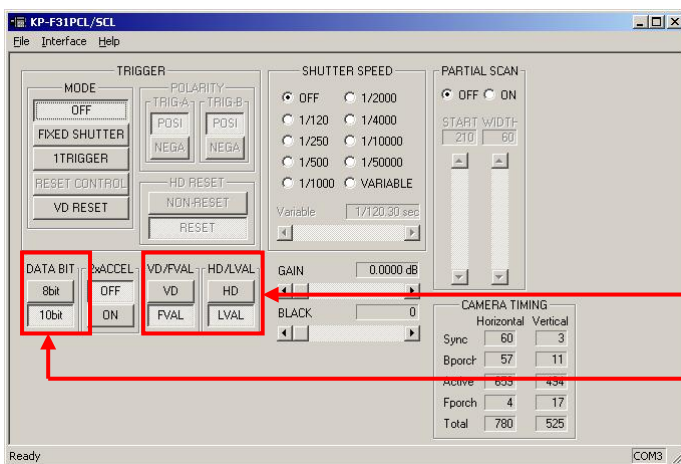 KP-F31PCL/SCL
File Interface Help
TRIGGER
MODE
OFF
FIXED SHUTTER
1TRIGGER
RESET CONTROL
VD RESET
POLARITY
TRIG-A TRIG-B
POSI POSI
NEGA NEGA
HD RESET
NON-RESET
RESET
SHUTTER SPEED
OFF 1/2000
1/120 1/4000
1/250 1/10000
1/500 1/50000
1/1000 VARIABLE
Variable 1/120.30 sec
PARTIAL SCAN
OFF ON
START WIDTH
210 60
DATA BIT
8bit
10bit
2xACCEL
OFF
ON
VD/FVAL
VD
FVAL
HD/LVAL
HD
LVAL
GAIN 0.0000 dB
BLACK 0
CAMERA TIMING
Horizontal Vertical
Sync 60 3
Bporch 57 11
Active 659 494
Fporch 4 17
Total 780 525
Ready COM3